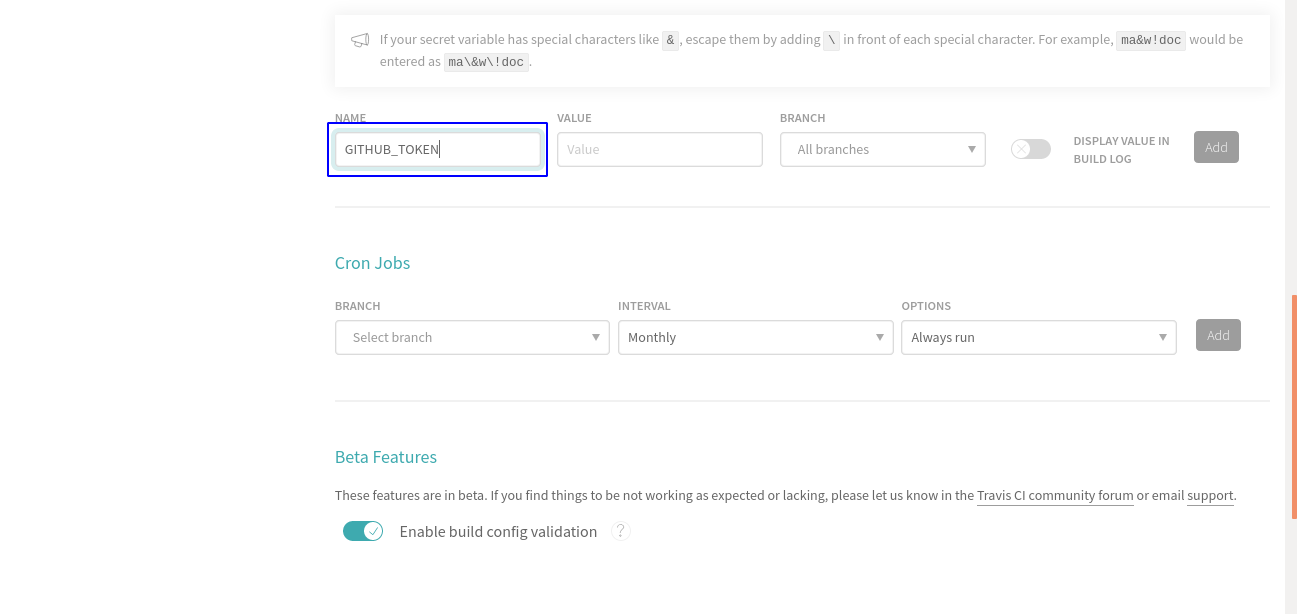 If your secret variable has special characters like & , escape them by adding \ in front of each special character. For example, ma&w!doc would be
entered as ma\&w\!doc .
NAME VALUE BRANCH
GITHUB_TOKEN Value All branches DISPLAY VALUE IN BUILD LOG Add
Cron Jobs
BRANCH INTERVAL OPTIONS
Select branch Monthly Always run Add
Beta Features
These features are in beta. If you find things to be not working as expected or lacking, please let us know in the Travis CI community forum or email support.
Enable build config validation ?